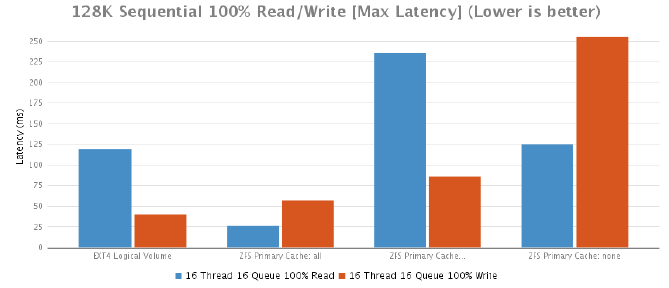 128K Sequential 100% Read/Write [Max Latency] (Lower is better)
Latency (ms)
250
225
200
175
150
125
100
75
50
25
0
EXT4 Logical Volume
ZFS Primary Cache: all
ZFS Primary Cache...
ZFS Primary Cache: none
16 Thread 16 Queue 100% Read
16 Thread 16 Queue 100% Write